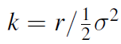 k = r/½σ²